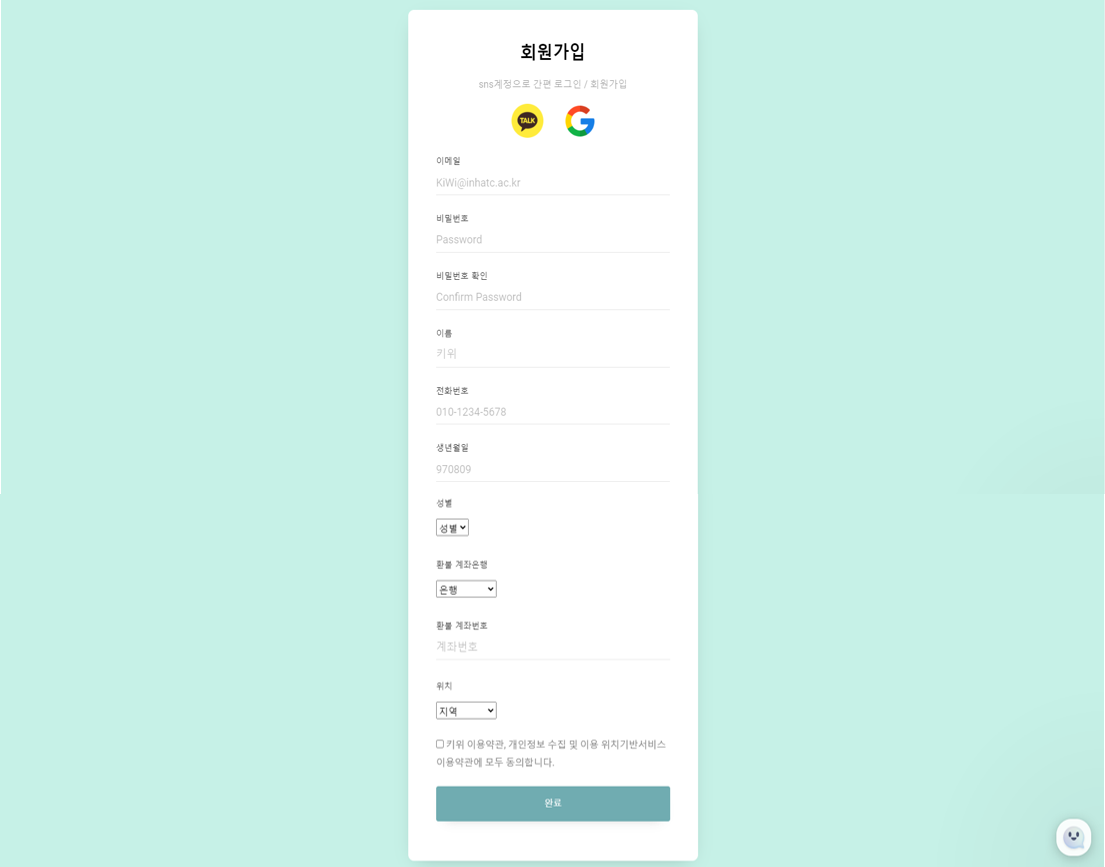 회원가입
sns계정으로 간편 로그인 / 회원가입
TALK
이메일
KiWi@inhatc.ac.kr
비밀번호
Password
비밀번호 확인
Confirm Password
이름
키위
전화번호
010-1234-5678
생년월일
970809
성별
성별
환불 계좌은행
은행
환불 계좌번호
계좌번호
위치
지역
키위 이용약관, 개인정보 수집 및 이용 위치기반서비스
이용약관에 모두 동의합니다.
완료